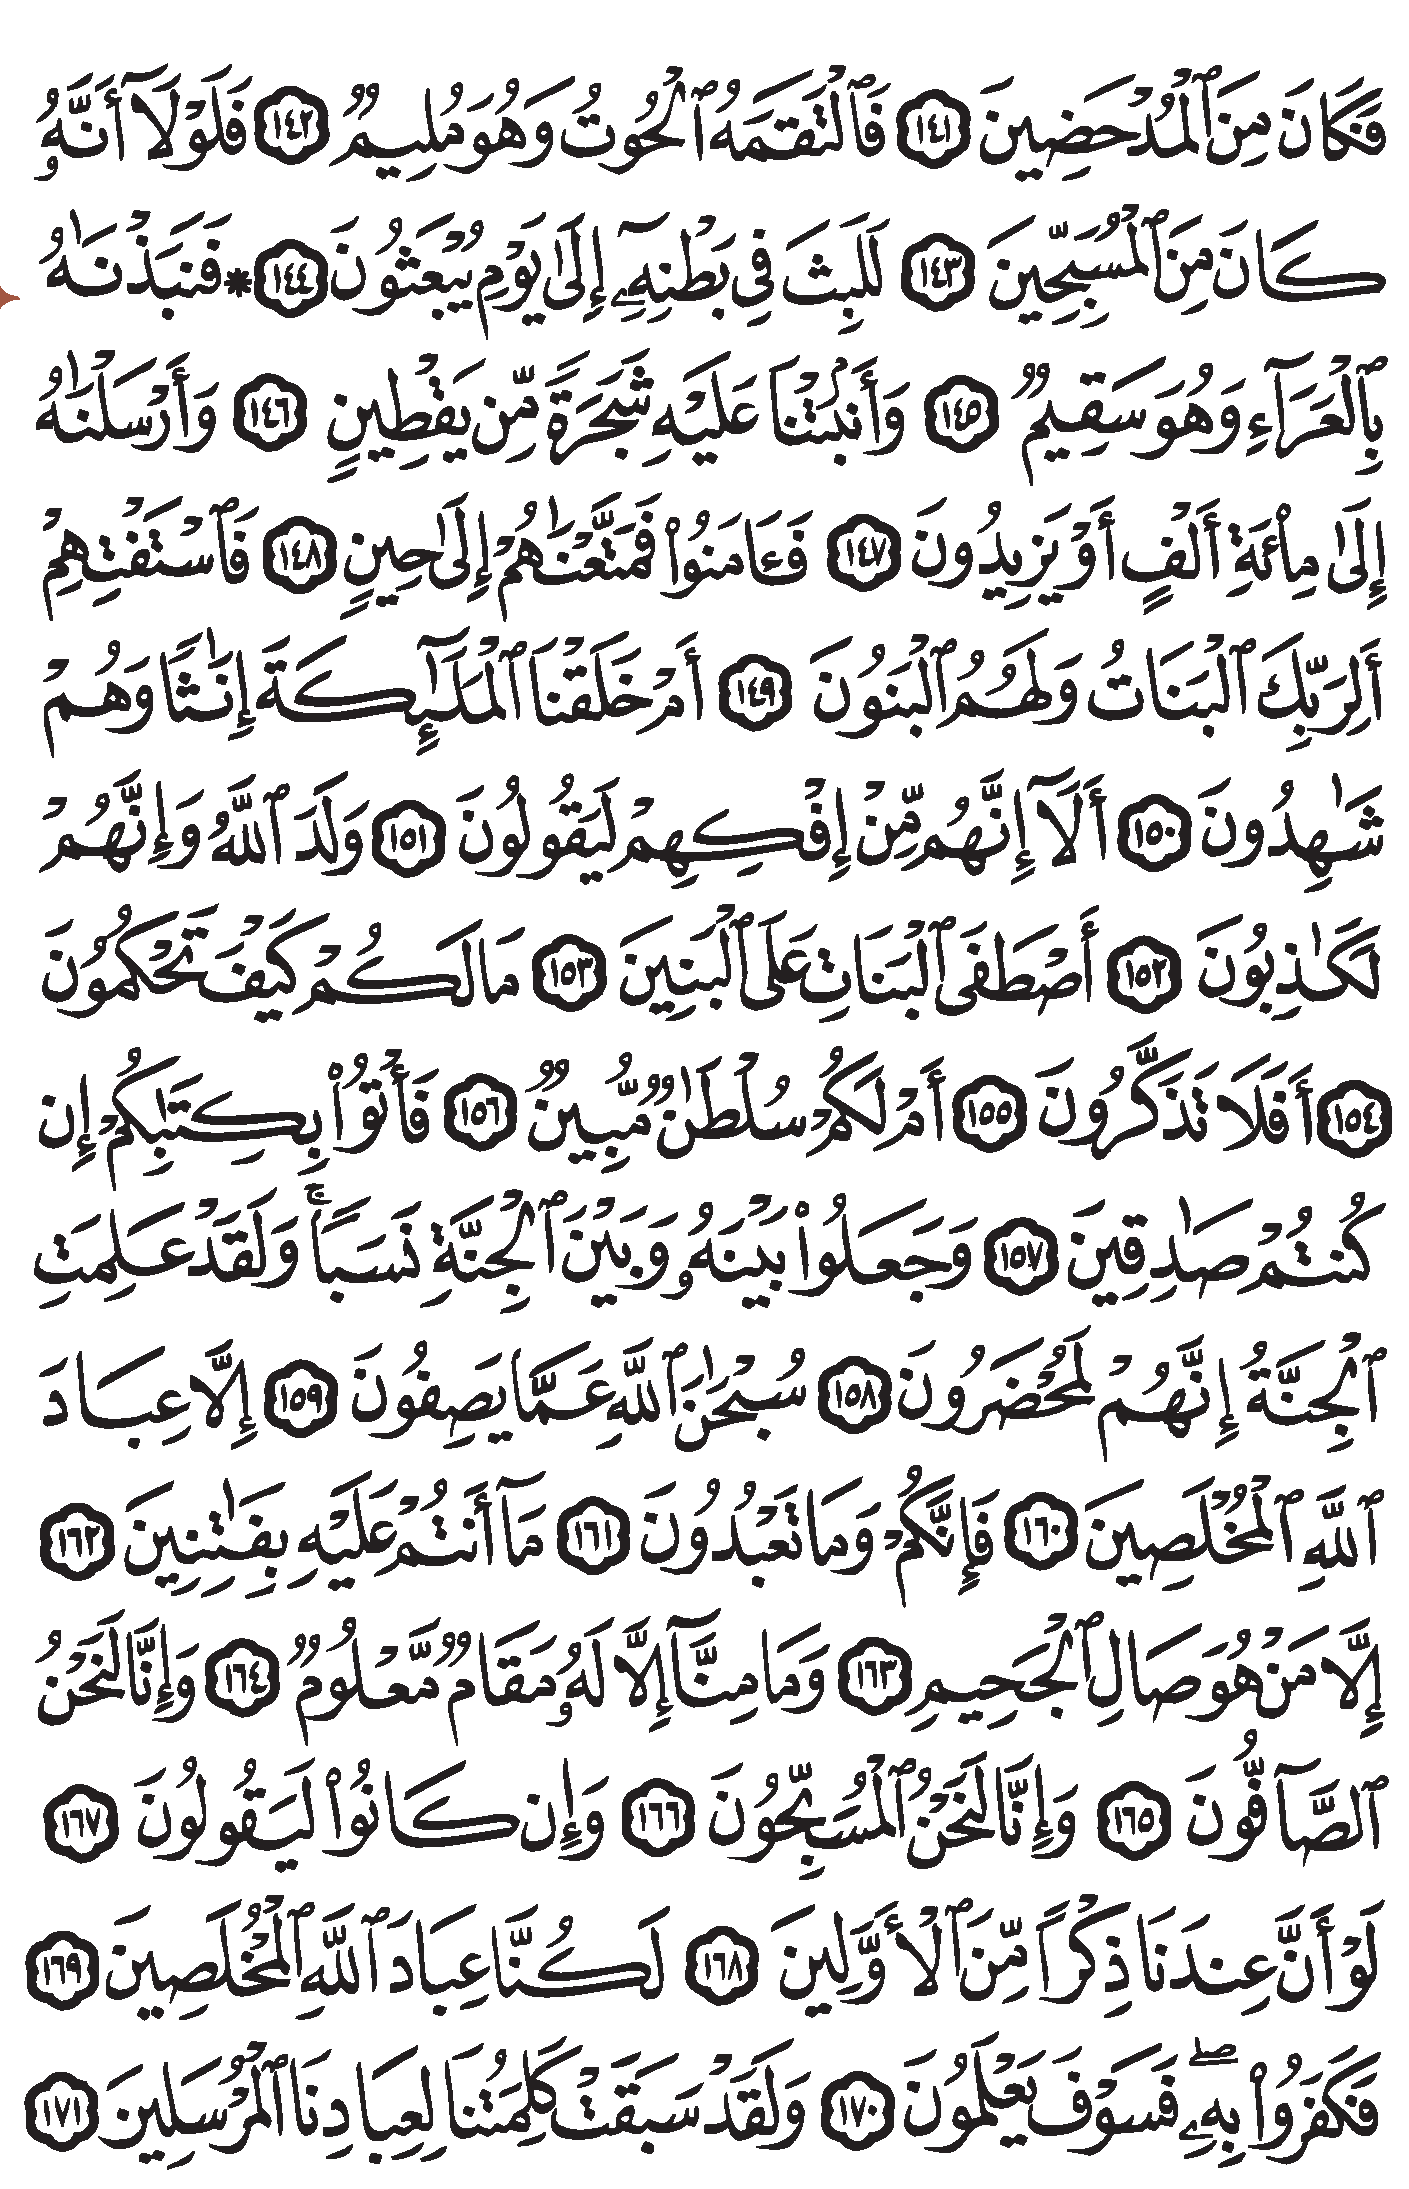 فَكَانَ مِنَ ٱلْمُدْحَضِينَ ١٤١ فَٱلْتَقَمَهُ ٱلْحُوتُ وَهُوَ مُلِيمٌ ١٤٢ فَلَوْلَآ أَنَّهُۥ
كَانَ مِنَ ٱلْمُسَبِّحِينَ ١٤٣ لَلَبِثَ فِى بَطْنِهِۦٓ إِلَىٰ يَوْمِ يُبْعَثُونَ ١٤٤ * فَنَبَذْنَـٰهُ
بِٱلْعَرَآءِ وَهُوَ سَقِيمٌ ١٤٥ وَأَنۢبَتْنَا عَلَيْهِ شَجَرَةً مِّن يَقْطِينٍ ١٤٦ وَأَرْسَلْنَـٰهُ
إِلَىٰ مِا۟ئَةِ أَلْفٍ أَوْ يَزِيدُونَ ١٤٧ فَـَٔامَنُوا۟ فَمَتَّعْنَـٰهُمْ إِلَىٰ حِينٍ ١٤٨ فَٱسْتَفْتِهِمْ
أَلِرَبِّكَ ٱلْبَنَاتُ وَلَهُمُ ٱلْبَنُونَ ١٤٩ أَمْ خَلَقْنَا ٱلْمَلَـٰٓئِكَةَ إِنَـٰثًا وَهُمْ
شَـٰهِدُونَ ١٥٠ أَلَآ إِنَّهُم مِّنْ إِفْكِهِمْ لَيَقُولُونَ ١٥١ وَلَدَ ٱللَّهُ وَإِنَّهُمْ
لَكَـٰذِبُونَ ١٥٢ أَصْطَفَى ٱلْبَنَاتِ عَلَى ٱلْبَنِينَ ١٥٣ مَا لَكُمْ كَيْفَ تَحْكُمُونَ
١٥٤ أَفَلَا تَذَكَّرُونَ ١٥٥ أَمْ لَكُمْ سُلْطَـٰنٌ مُّبِينٌ ١٥٦ فَأْتُوا۟ بِكِتَـٰبِكُمْ إِن
كُنتُمْ صَـٰدِقِينَ ١٥٧ وَجَعَلُوا۟ بَيْنَهُۥ وَبَيْنَ ٱلْجِنَّةِ نَسَبًا ۚ وَلَقَدْ عَلِمَتِ
ٱلْجِنَّةُ إِنَّهُمْ لَمُحْضَرُونَ ١٥٨ سُبْحَـٰنَ ٱللَّهِ عَمَّا يَصِفُونَ ١٥٩ إِلَّا عِبَادَ
ٱللَّهِ ٱلْمُخْلَصِينَ ١٦٠ فَإِنَّكُمْ وَمَا تَعْبُدُونَ ١٦١ مَآ أَنتُمْ عَلَيْهِ بِفَـٰتِنِينَ ١٦٢
إِلَّا مَنْ هُوَ صَالِ ٱلْجَحِيمِ ١٦٣ وَمَا مِنَّآ إِلَّا لَهُۥ مَقَامٌ مَّعْلُومٌ ١٦٤ وَإِنَّا لَنَحْنُ
ٱلصَّآفُّونَ ١٦٥ وَإِنَّا لَنَحْنُ ٱلْمُسَبِّحُونَ ١٦٦ وَإِن كَانُوا۟ لَيَقُولُونَ ١٦٧
لَوْ أَنَّ عِندَنَا ذِكْرًا مِّنَ ٱلْأَوَّلِينَ ١٦٨ لَكُنَّا عِبَادَ ٱللَّهِ ٱلْمُخْلَصِينَ ١٦٩
فَكَفَرُوا۟ بِهِۦ ۖ فَسَوْفَ يَعْلَمُونَ ١٧٠ وَلَقَدْ سَبَقَتْ كَلِمَتُنَا لِعِبَادِنَا ٱلْمُرْسَلِينَ ١٧١